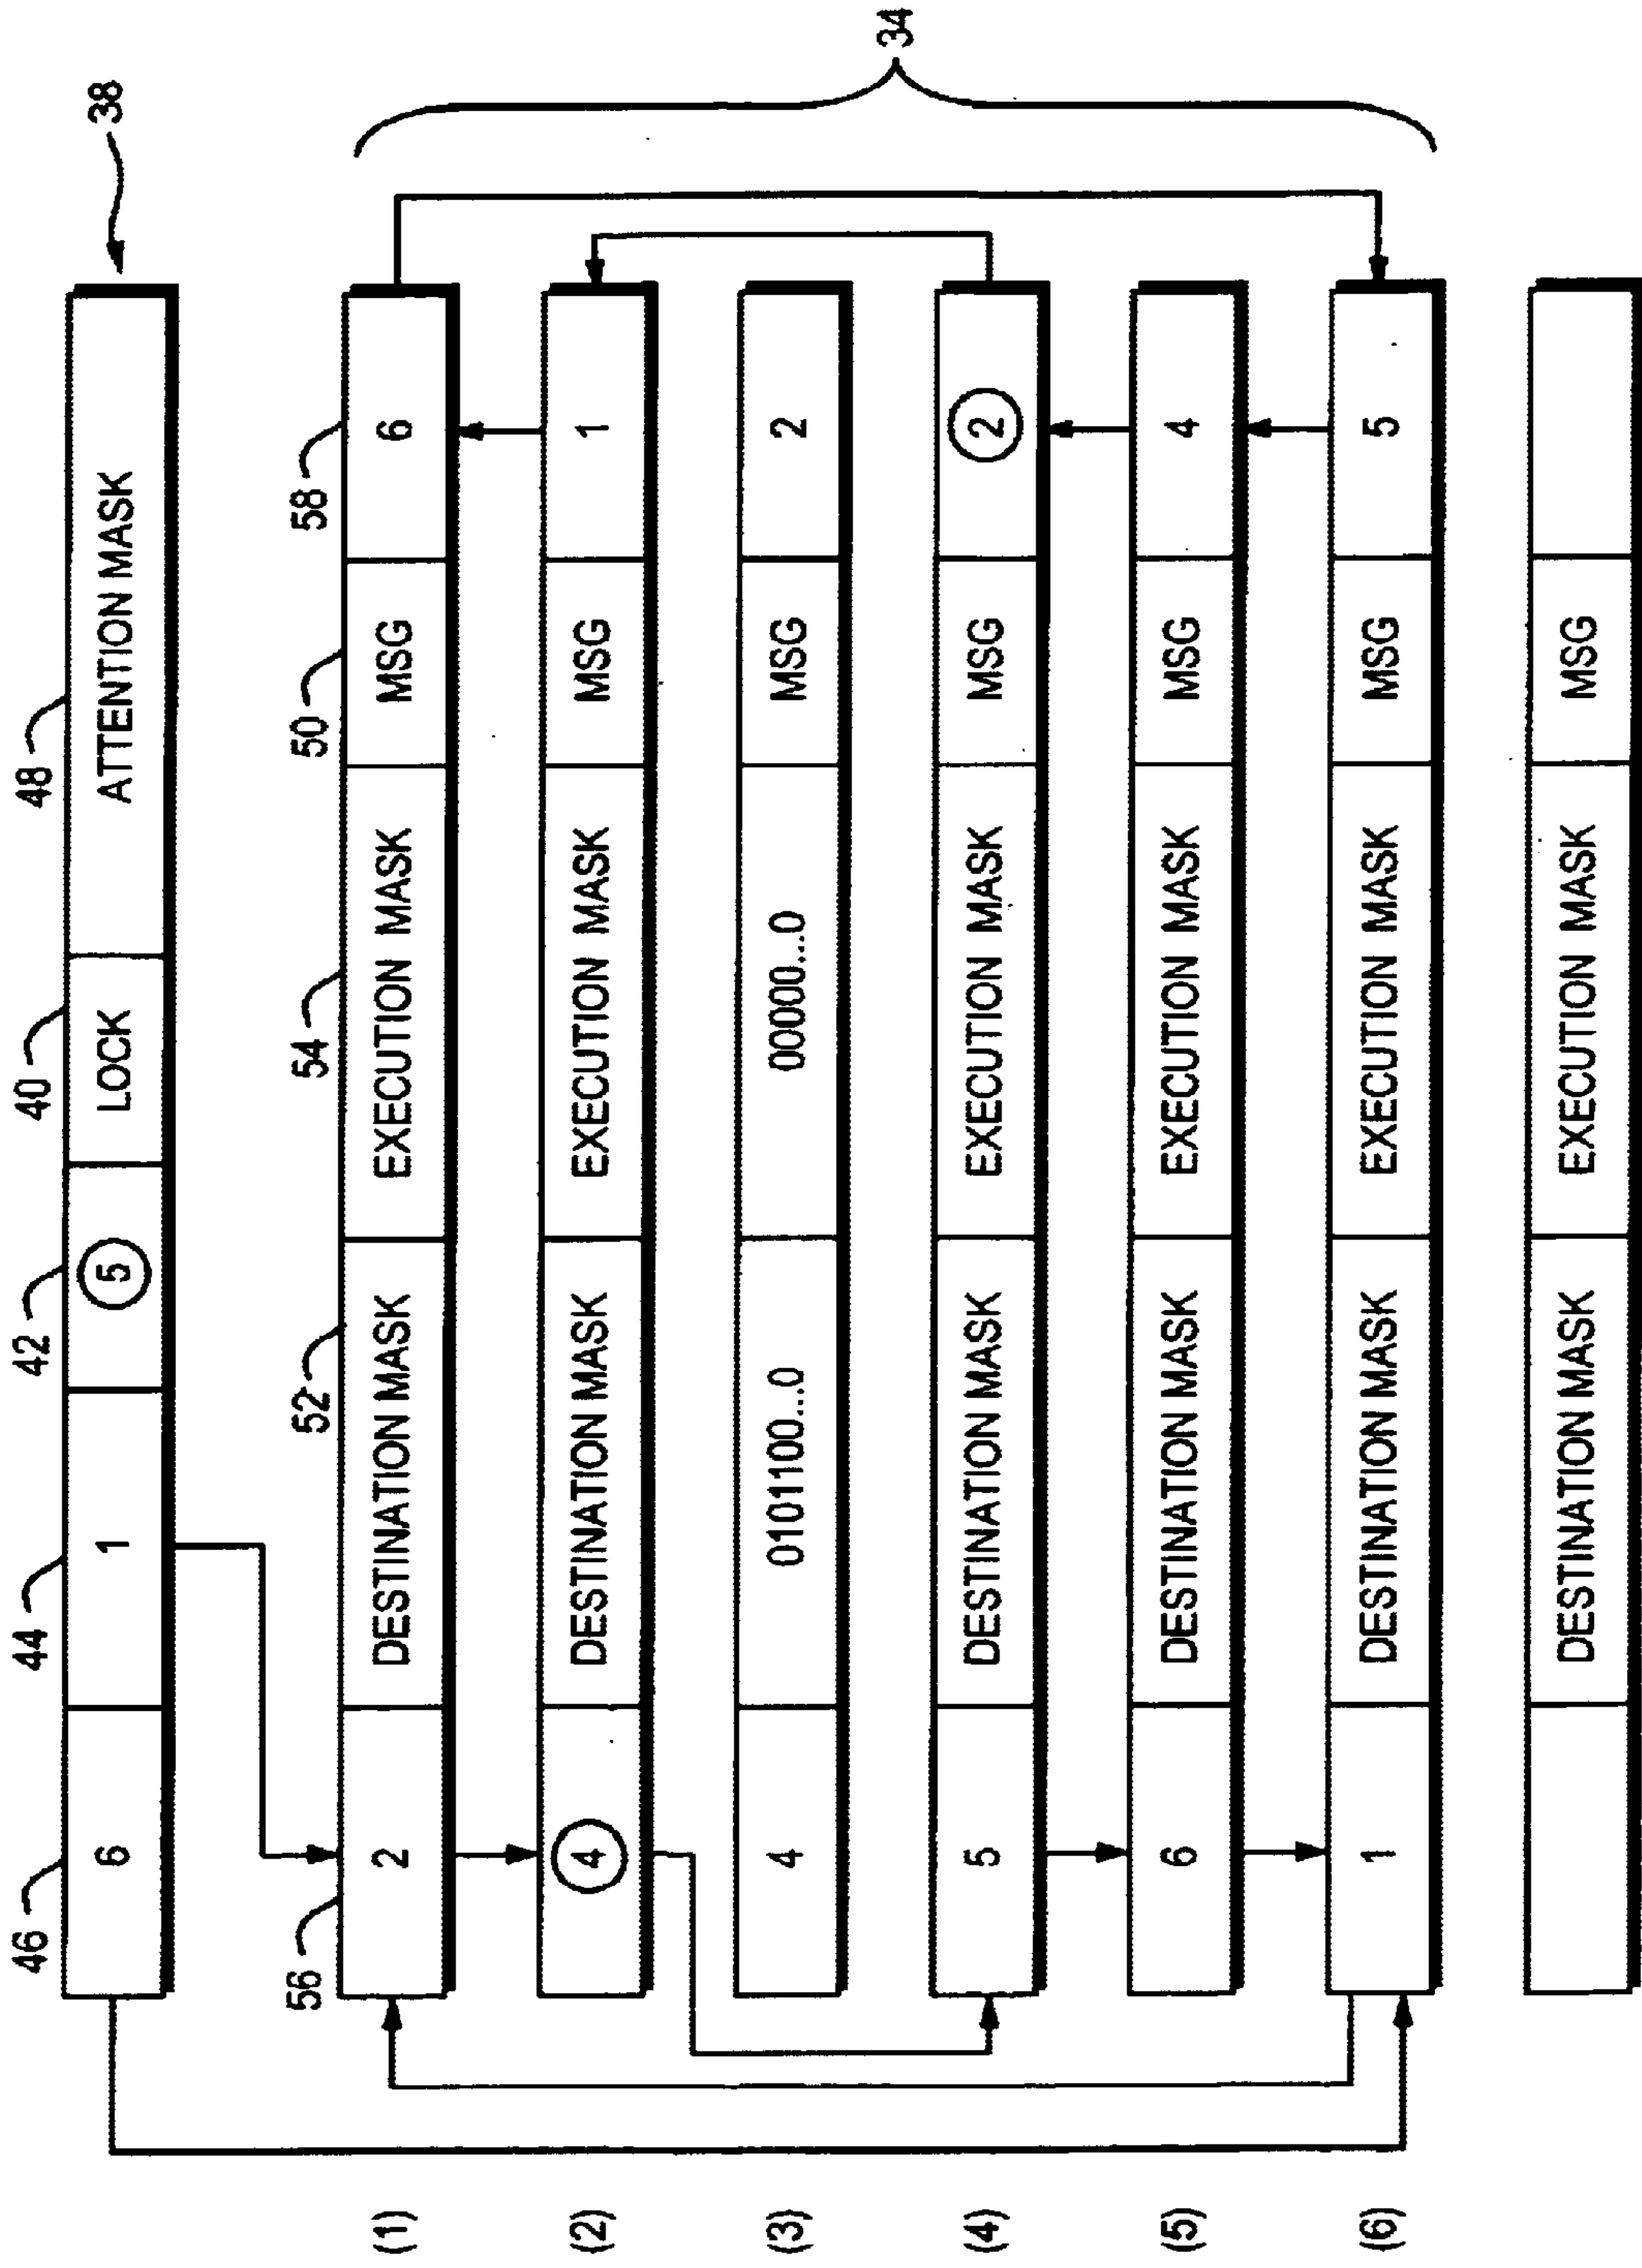 46 44 42 40 48
6 1 5 LOCK ATTENTION MASK 38
56 52 54 50 58
(1) 2 DESTINATION MASK EXECUTION MASK MSG 6
(2) 4 DESTINATION MASK EXECUTION MASK MSG 1
(3) 4 0101100...0 00000...0 MSG 2
34
(4) 5 DESTINATION MASK EXECUTION MASK MSG 2
(5) 6 DESTINATION MASK EXECUTION MASK MSG 4
(6) 1 DESTINATION MASK EXECUTION MASK MSG 5
DESTINATION MASK EXECUTION MASK MSG